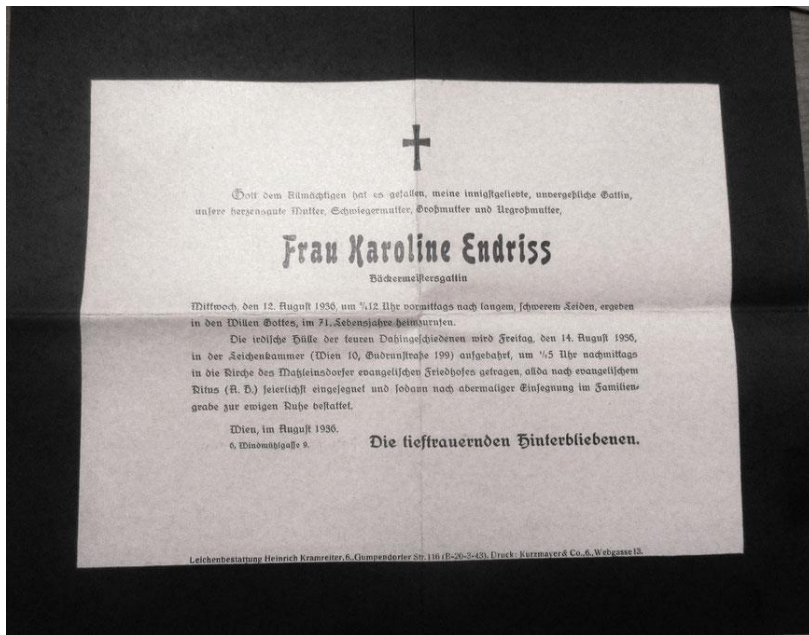 Gott dem Allmächtigen hat es gefallen, meine innigstgeliebte, unvergeßliche Gattin,
unsere herzensgute Mutter, Schwiegermutter, Großmutter und Urgroßmutter,
Frau Karoline Endriss
Bäckermeistersgattin
Mittwoch, den 12. August 1936, um 12 Uhr vormittags nach langem, schwerem Leiden, ergeben
in den Willen Gottes, im 71. Lebensjahre heimzurufen.
Die irdische Hülle der teuren Dahingeschiedenen wird Freitag, den 14. August 1936,
in der Leichenkammer (Wien 10, Gudrunstraße 199) aufgebahrt, um 5 Uhr nachmittags
in die Kirche des Matzleinsdorfer evangelischen Friedhofes getragen, allda nach evangelischem
Ritus (A. B.) feierlichst eingesegnet und sodann nach abermaliger Einsegnung im Familien-
grabe zur ewigen Ruhe bestattet.
Wien, im August 1936.
6, Windmühlgasse 9.
Die tieftrauernden Hinterbliebenen.
Leichenbestattung Heinrich Kramreiter, 6., Gumpendorfer Str. 116 (B-20-3-43). Druck: Kurzmayer & Co., 6., Webgasse 13.